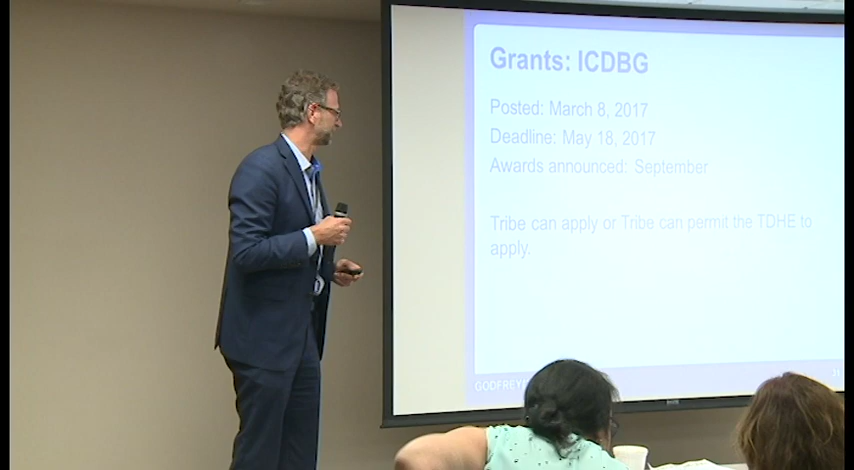 Grants: ICDBG
Posted: March 8, 2017
Deadline: May 18, 2017
Awards announced: September
Tribe can apply or Tribe can permit the TDHE to
apply.